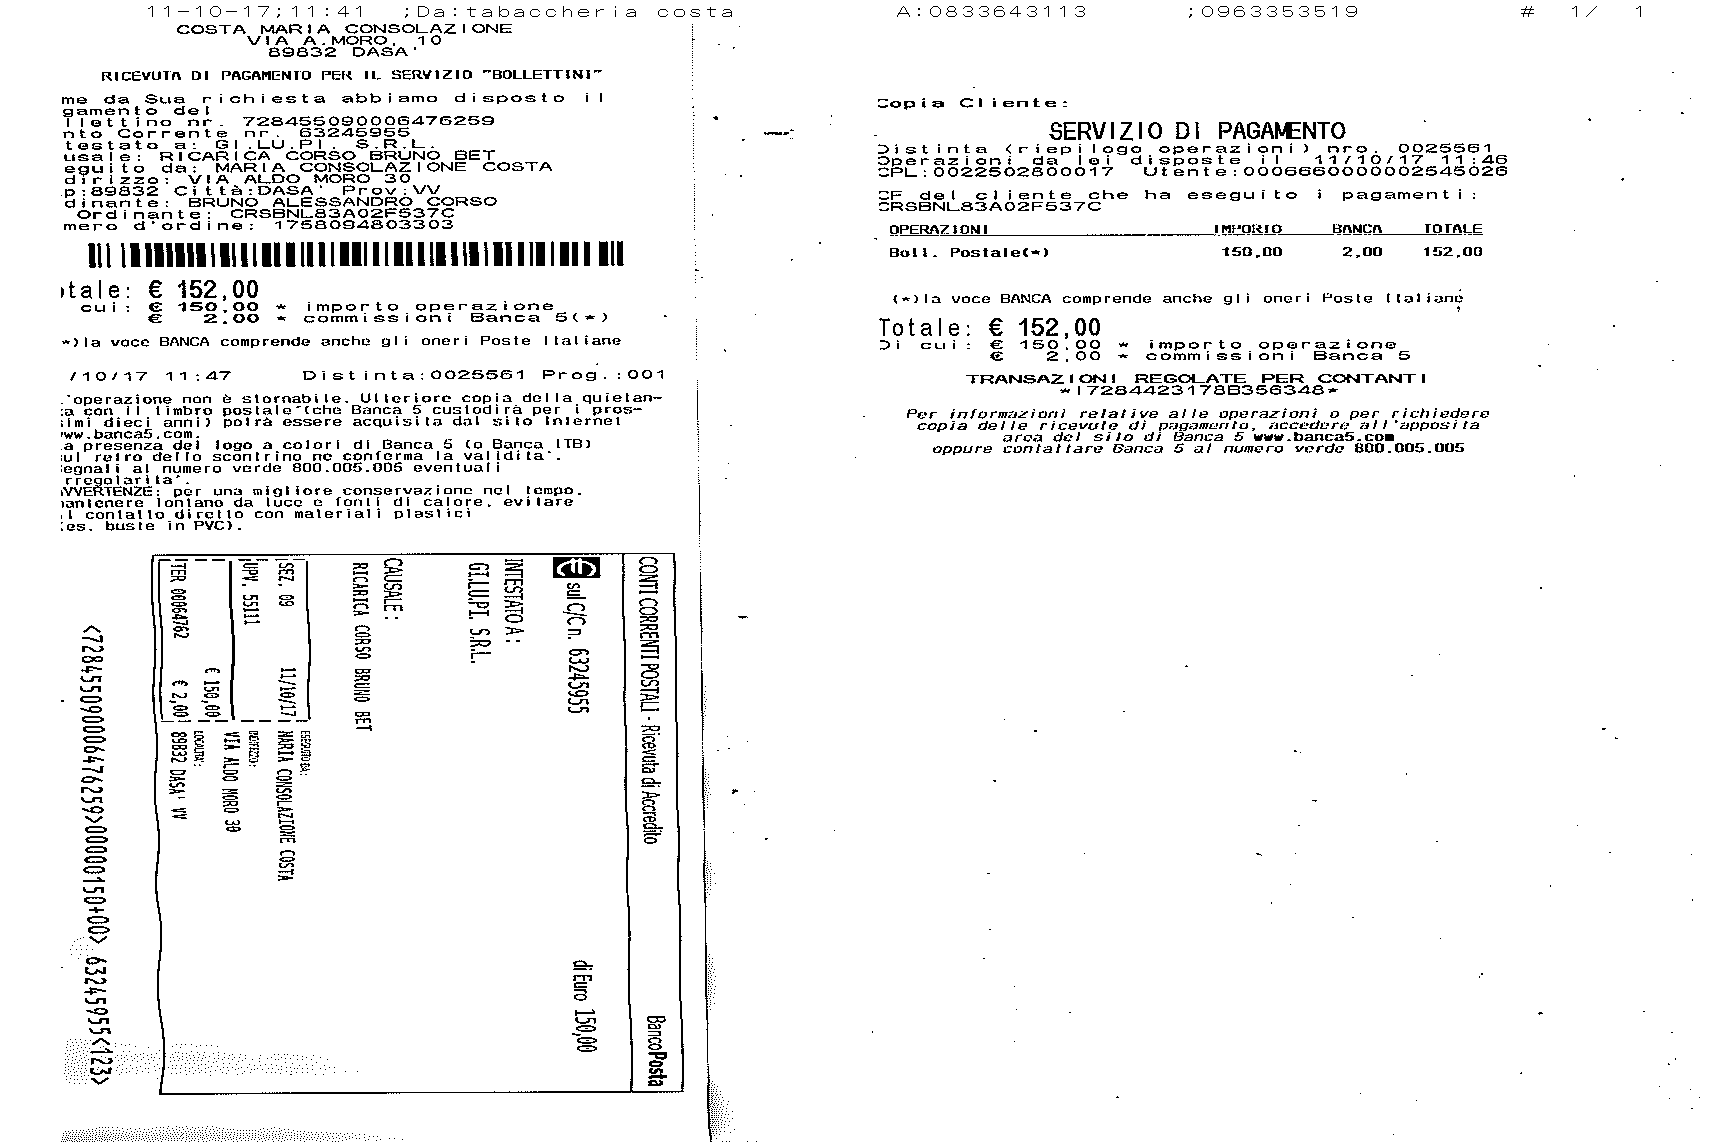 11-10-17;11:41 ;Da:tabaccheria costa A:0833643113 ;0963353519 # 1/ 1
COSTA MARIA CONSOLAZIONE
VIA A.MORO, 10
89832 DASA'
RICEVUTA DI PAGAMENTO PER IL SERVIZIO "BOLLETTINI"
me da Sua richiesta abbiamo disposto il
gamento del
llettino nr. 728455090006476259
nto Corrente nr. 63245955
testato a: GI.LU.PI. S.R.L.
usale: RICARICA CORSO BRUNO BET
eguito da: MARIA CONSOLAZIONE COSTA
dirizzo: VIA ALDO MORO 30
p:89832 Città:DASA' Prov:VV
dinante: BRUNO ALESSANDRO CORSO
Ordinante: CRSBNL83A02F537C
mero d'ordine: 1758094803303
tale: € 152,00
cui: € 150,00 * importo operazione
€ 2,00 * commissioni Banca 5(*)
*)la voce BANCA comprende anche gli oneri Poste Italiane
/10/17 11:47 Distinta:0025561 Prog.:001
'operazione non è stornabile. Ulteriore copia della quietan-
a con il timbro postale (che Banca 5 custodirà per i pros-
imi dieci anni) potrà essere acquisita dal sito Internet
ww.banca5.com.
a presenza del logo a colori di Banca 5 (o Banca ITB)
ul retro dello scontrino ne conferma la validita'.
egnali al numero verde 800.005.005 eventuali
rregolarita'.
VVERTENZE: per una migliore conservazione nel tempo,
antenere lontano da luce e fonti di calore, evitare
l contatto diretto con materiali plastici
es. buste in PVC).
CONTI CORRENTI POSTALI - Ricevuta di Accredito BancoPosta
sul C/C n. 63245955 di Euro 150,00
INTESTATO A:
GI.LU.PI. S.R.L.
CAUSALE:
RICARICA CORSO BRUNO BET
SEZ. 09 11/10/17
UPV. 55111
€ 150,00
TER 00064762 € 2,00
ESEGUITO DA:
MARIA CONSOLAZIONE COSTA
INDIRIZZO:
VIA ALDO MORO 30
LOCALITA':
89832 DASA' VV
<728455090006476259>00000150+00> 63245955<123>
Copia Cliente:
SERVIZIO DI PAGAMENTO
Distinta (riepilogo operazioni) nro. 0025561
Operazioni da lei disposte il 11/10/17 11:46
CPL:0022502800017 Utente:0006660000002545026
CF del cliente che ha eseguito i pagamenti:
CRSBNL83A02F537C
OPERAZIONI IMPORTO BANCA TOTALE
Boll. Postale(*) 150,00 2,00 152,00
(*)la voce BANCA comprende anche gli oneri Poste Italiane
Totale: € 152,00
Di cui: € 150,00 * importo operazione
€ 2,00 * commissioni Banca 5
TRANSAZIONI REGOLATE PER CONTANTI
*17284423178B356348*
Per informazioni relative alle operazioni o per richiedere
copia delle ricevute di pagamento, accedere all'apposita
area del sito di Banca 5 www.banca5.com
oppure contattare Banca 5 al numero verde 800.005.005